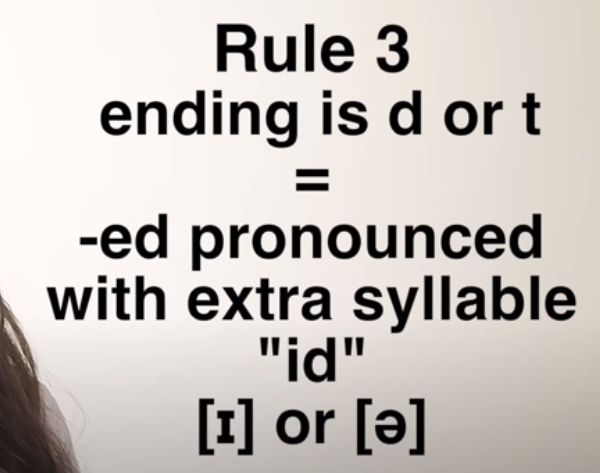 Rule 3
ending is d or t
=
-ed pronounced
with extra syllable
"id"
[ɪ] or [ə]